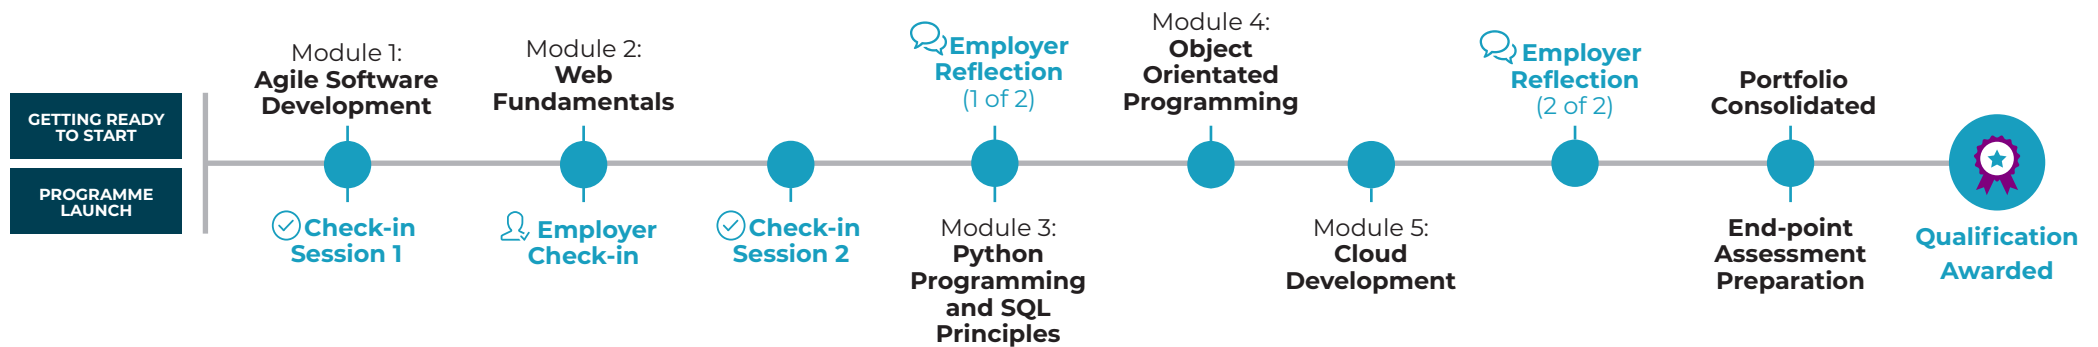 GETTING READY
TO START
PROGRAMME
LAUNCH
Module 1:
Agile Software
Development
Check-in
Session 1
Module 2:
Web
Fundamentals
Employer
Check-in
Check-in
Session 2
Employer
Reflection
(1 of 2)
Module 3:
Python
Programming
and SQL
Principles
Module 4:
Object
Orientated
Programming
Module 5:
Cloud
Development
Employer
Reflection
(2 of 2)
Portfolio
Consolidated
End-point
Assessment
Preparation
Qualification
Awarded